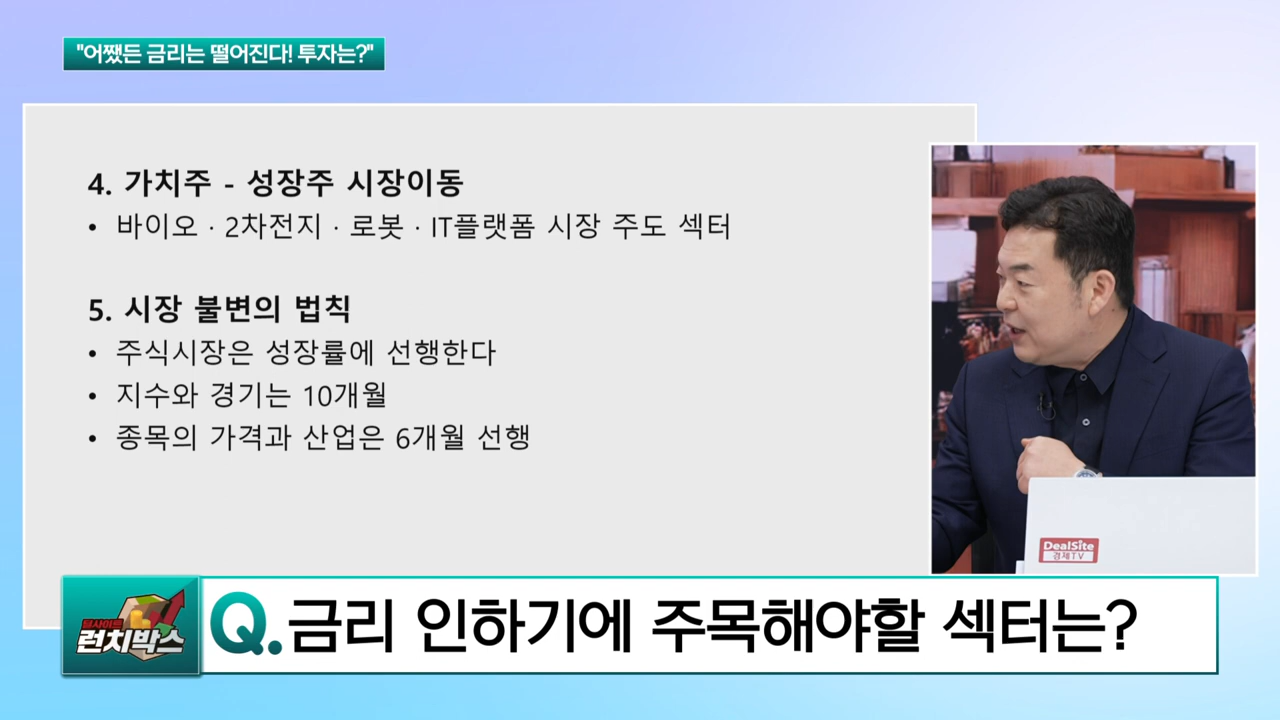 "어쨌든 금리는 떨어진다! 투자는?"
4. 가치주 - 성장주 시장이동
• 바이오 · 2차전지 · 로봇 · IT플랫폼 시장 주도 섹터
5. 시장 불변의 법칙
• 주식시장은 성장률에 선행한다
• 지수와 경기는 10개월
• 종목의 가격과 산업은 6개월 선행
DealSite
경제TV
딜사이트
런치박스
Q.금리 인하기에 주목해야할 섹터는?